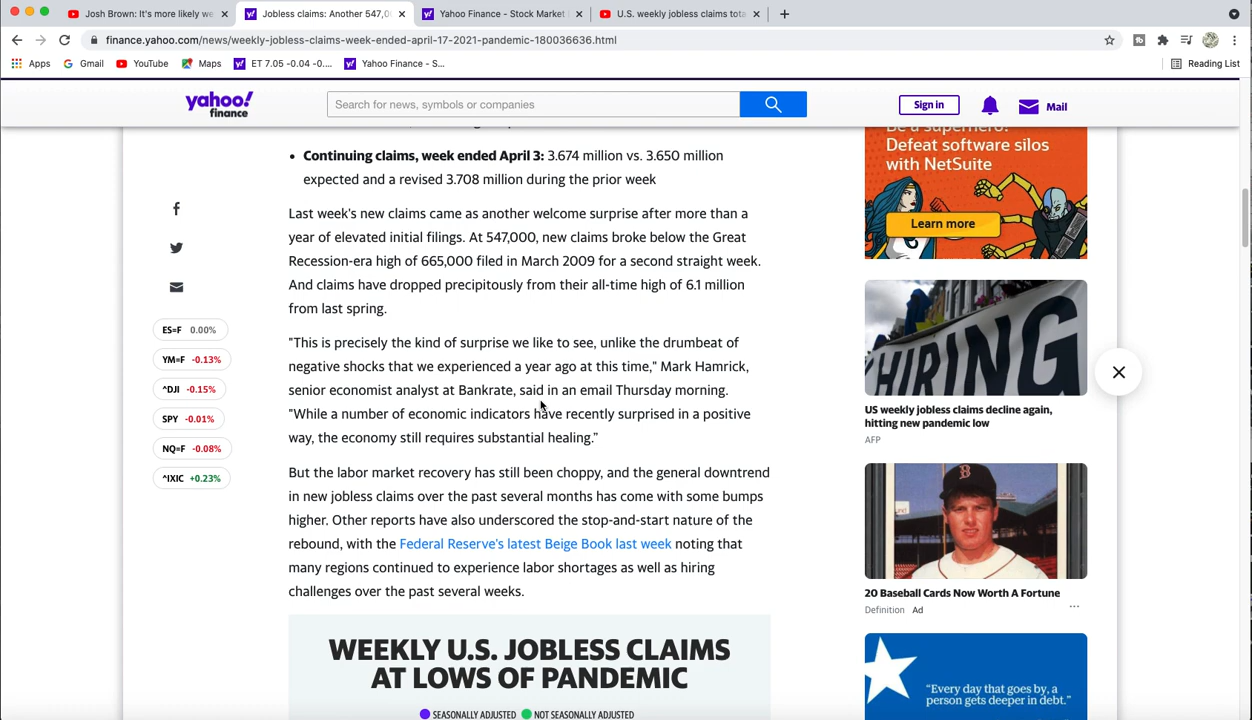 Josh Brown: It's more likely we
Jobless claims: Another 547,0
Yahoo Finance - Stock Market
U.S. weekly jobless claims tota
finance.yahoo.com/news/weekly-jobless-claims-week-ended-april-17-2021-pandemic-180036636.html
Apps
Gmail
YouTube
Maps
ET 7.05 -0.04 -0....
Yahoo Finance - S...
Reading List
yahoo!
finance
Search for news, symbols or companies
Sign in
Mail
• Continuing claims, week ended April 3: 3.674 million vs. 3.650 million
expected and a revised 3.708 million during the prior week
Last week's new claims came as another welcome surprise after more than a
year of elevated initial filings. At 547,000, new claims broke below the Great
Recession-era high of 665,000 filed in March 2009 for a second straight week.
And claims have dropped precipitously from their all-time high of 6.1 million
from last spring.
"This is precisely the kind of surprise we like to see, unlike the drumbeat of
negative shocks that we experienced a year ago at this time," Mark Hamrick,
senior economist analyst at Bankrate, said in an email Thursday morning.
"While a number of economic indicators have recently surprised in a positive
way, the economy still requires substantial healing."
But the labor market recovery has still been choppy, and the general downtrend
in new jobless claims over the past several months has come with some bumps
higher. Other reports have also underscored the stop-and-start nature of the
rebound, with the Federal Reserve's latest Beige Book last week noting that
many regions continued to experience labor shortages as well as hiring
challenges over the past several weeks.
WEEKLY U.S. JOBLESS CLAIMS
AT LOWS OF PANDEMIC
SEASONALLY ADJUSTED NOT SEASONALLY ADJUSTED
ES=F 0.00%
YM=F -0.13%
^DJI -0.15%
SPY -0.01%
NQ=F -0.08%
^IXIC +0.23%
Be a superhero!
Defeat software silos
with NetSuite
Learn more
HIRING
US weekly jobless claims decline again,
hitting new pandemic low
AFP
20 Baseball Cards Now Worth A Fortune
Definition Ad
"Every day that goes by, a
person gets deeper in debt."